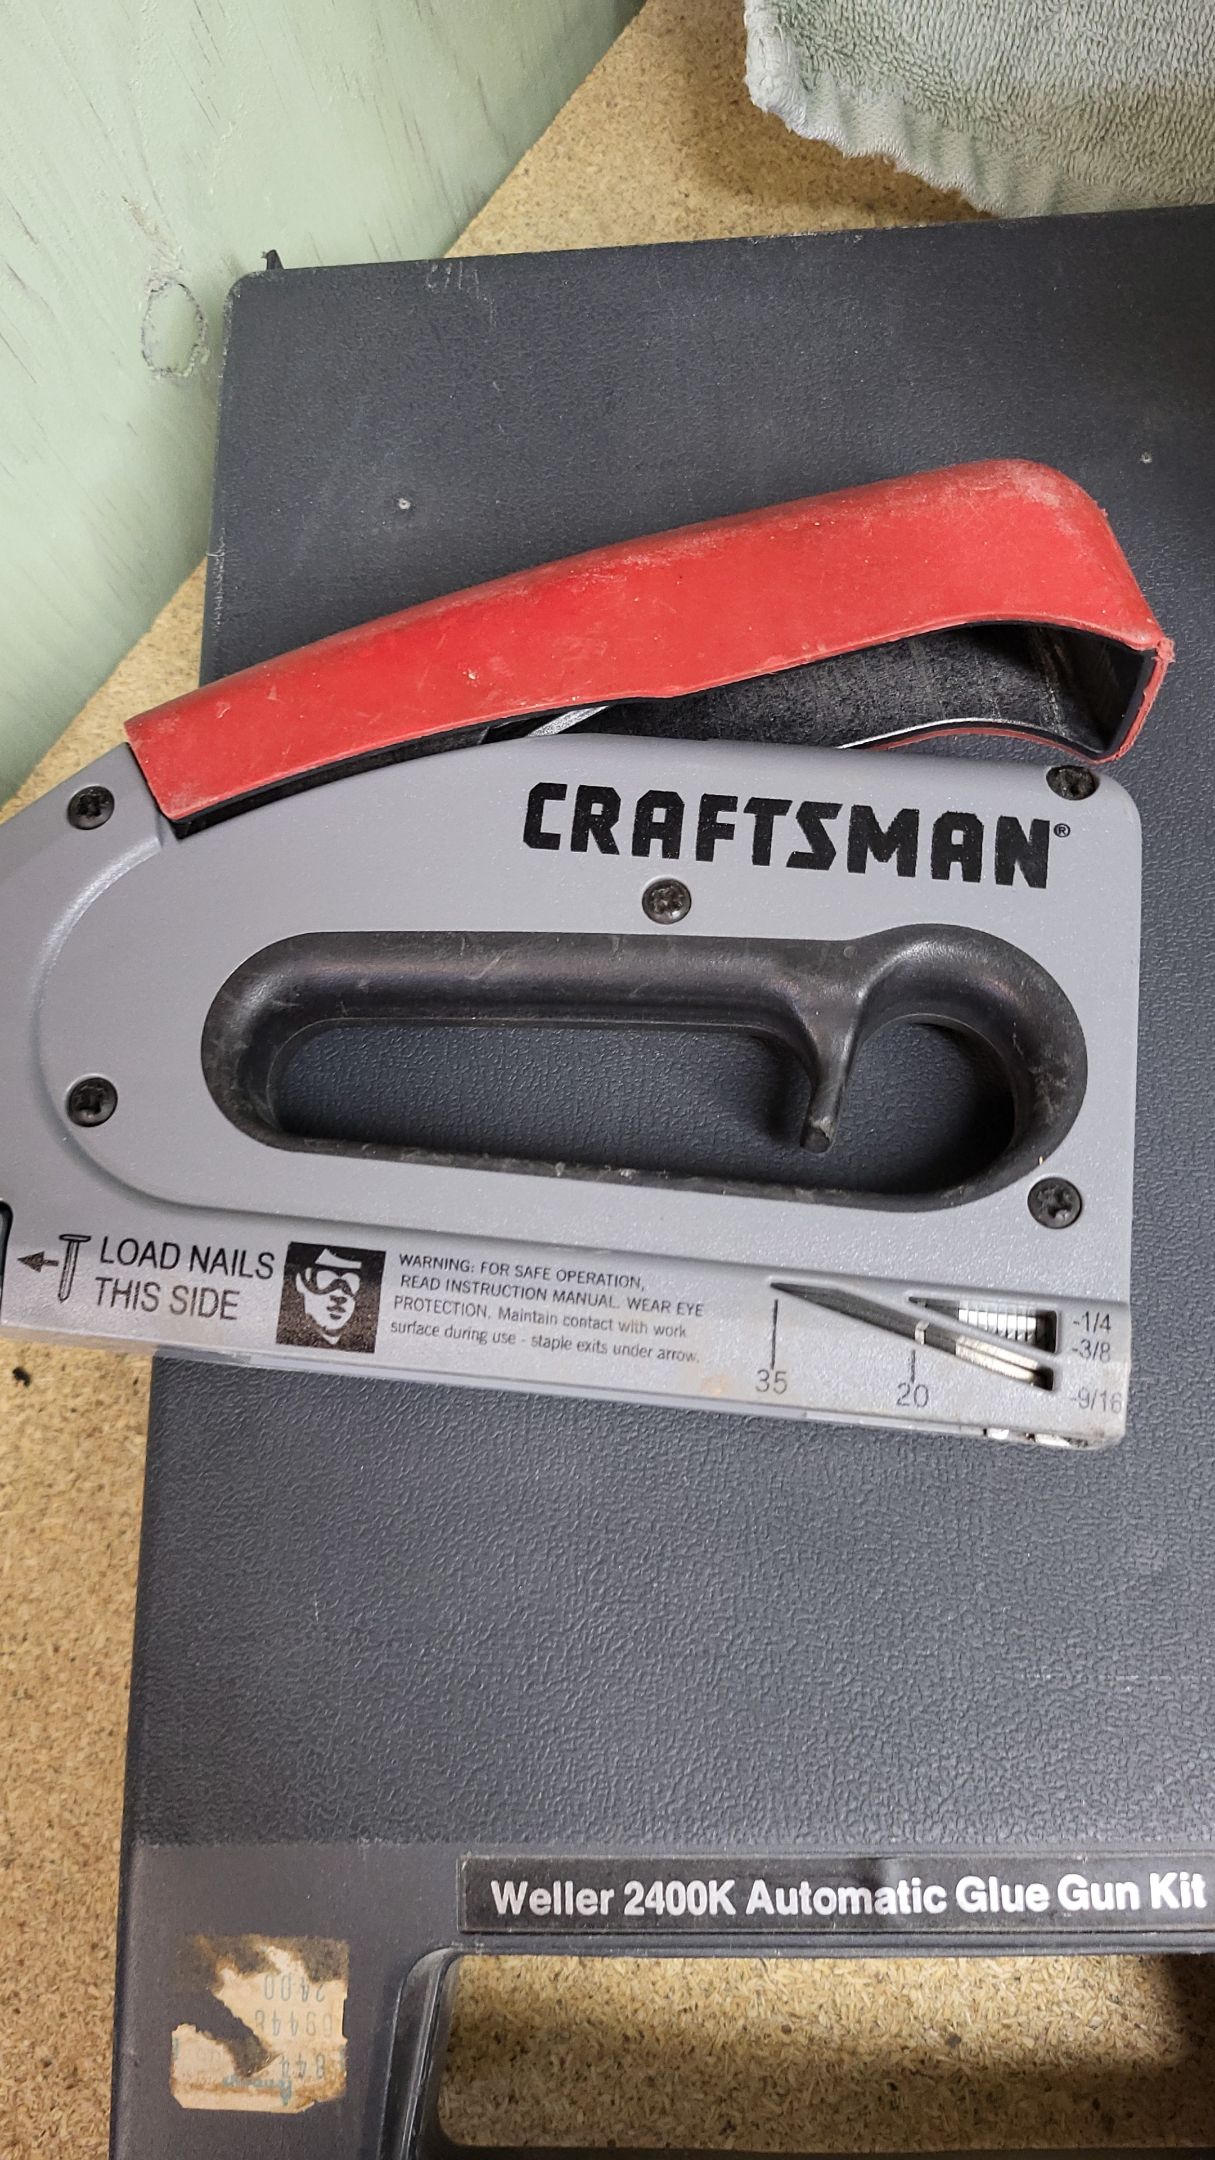 CRAFTSMAN®
LOAD NAILS
THIS SIDE
WARNING: FOR SAFE OPERATION,
READ INSTRUCTION MANUAL. WEAR EYE
PROTECTION. Maintain contact with work
surface during use - staple exits under arrow.
35
20
-1/4
-3/8
-9/16
Weller 2400K Automatic Glue Gun Kit
2400
844